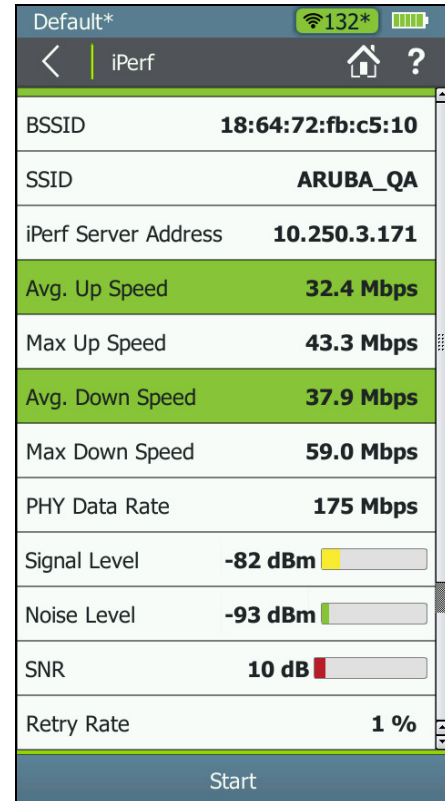 Default* 132*
iPerf ?
BSSID 18:64:72:fb:c5:10
SSID ARUBA_QA
iPerf Server Address 10.250.3.171
Avg. Up Speed 32.4 Mbps
Max Up Speed 43.3 Mbps
Avg. Down Speed 37.9 Mbps
Max Down Speed 59.0 Mbps
PHY Data Rate 175 Mbps
Signal Level -82 dBm
Noise Level -93 dBm
SNR 10 dB
Retry Rate 1 %
Start